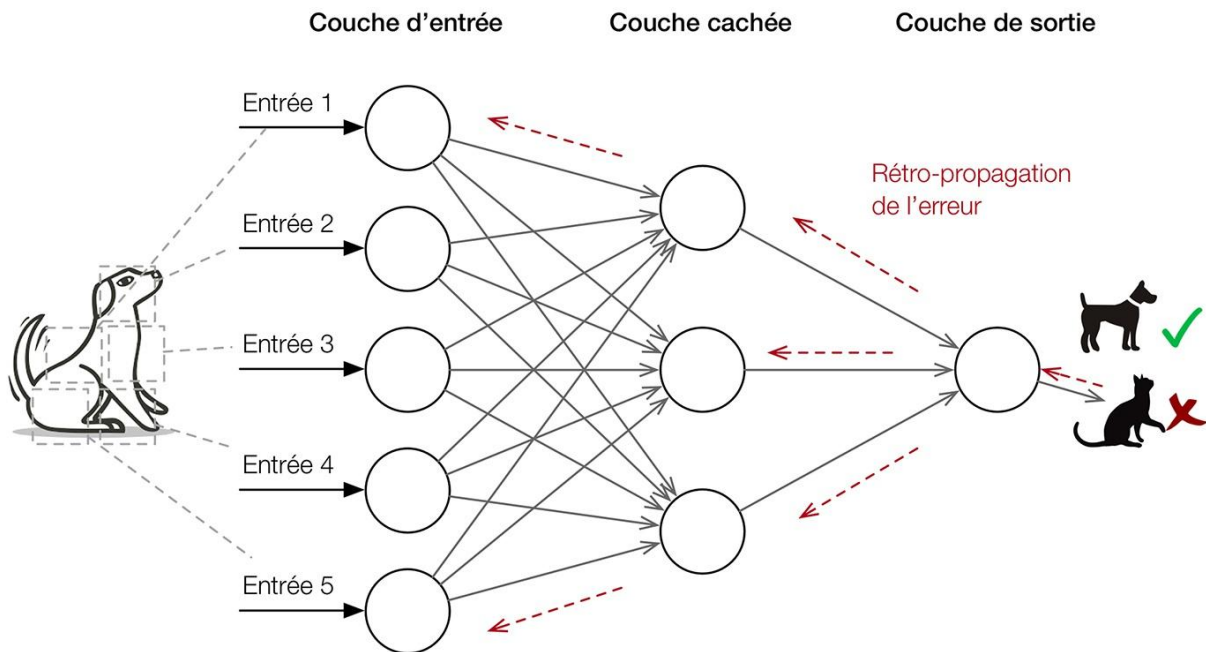 Couche d’entrée
Couche cachée
Couche de sortie
Entrée 1
Entrée 2
Entrée 3
Entrée 4
Entrée 5
Rétro-propagation
de l’erreur